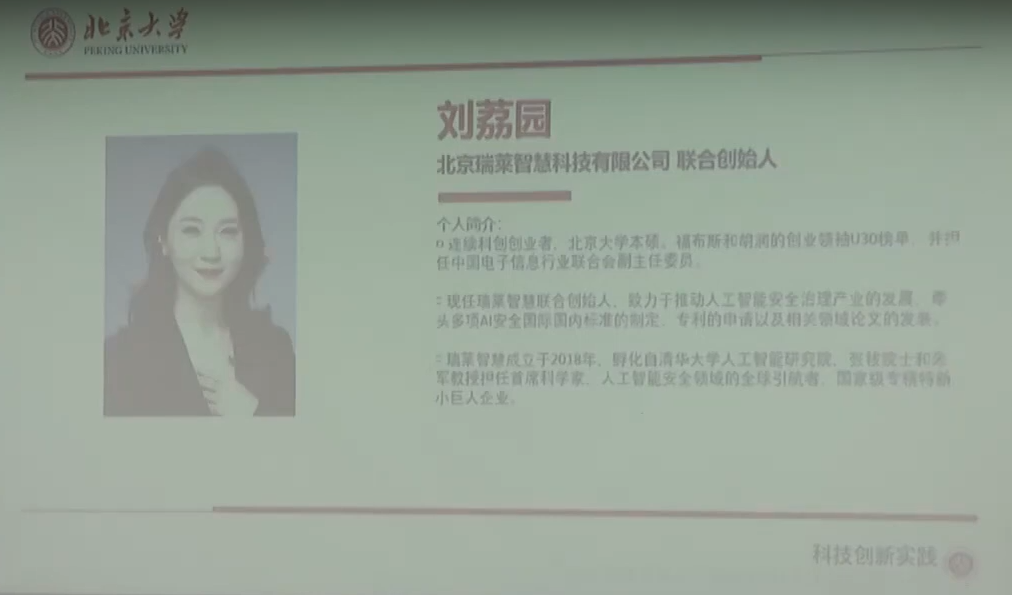 北京大学
PEKING UNIVERSITY
刘荔园
北京瑞莱智慧科技有限公司 联合创始人
个人简介：
连续科创创业者，北京大学本硕。福布斯和胡润的创业领袖U30榜单，并担
任中国电子信息行业联合会副主任委员。
现任瑞莱智慧联合创始人，致力于推动人工智能安全治理产业的发展，牵
头多项AI安全国际国内标准的制定、专利的申请以及相关领域论文的发表。
瑞莱智慧成立于2018年，孵化自清华大学人工智能研究院，张钹院士和朱
军教授担任首席科学家，人工智能安全领域的全球引航者，国家级专精特新
小巨人企业。
科技创新实践